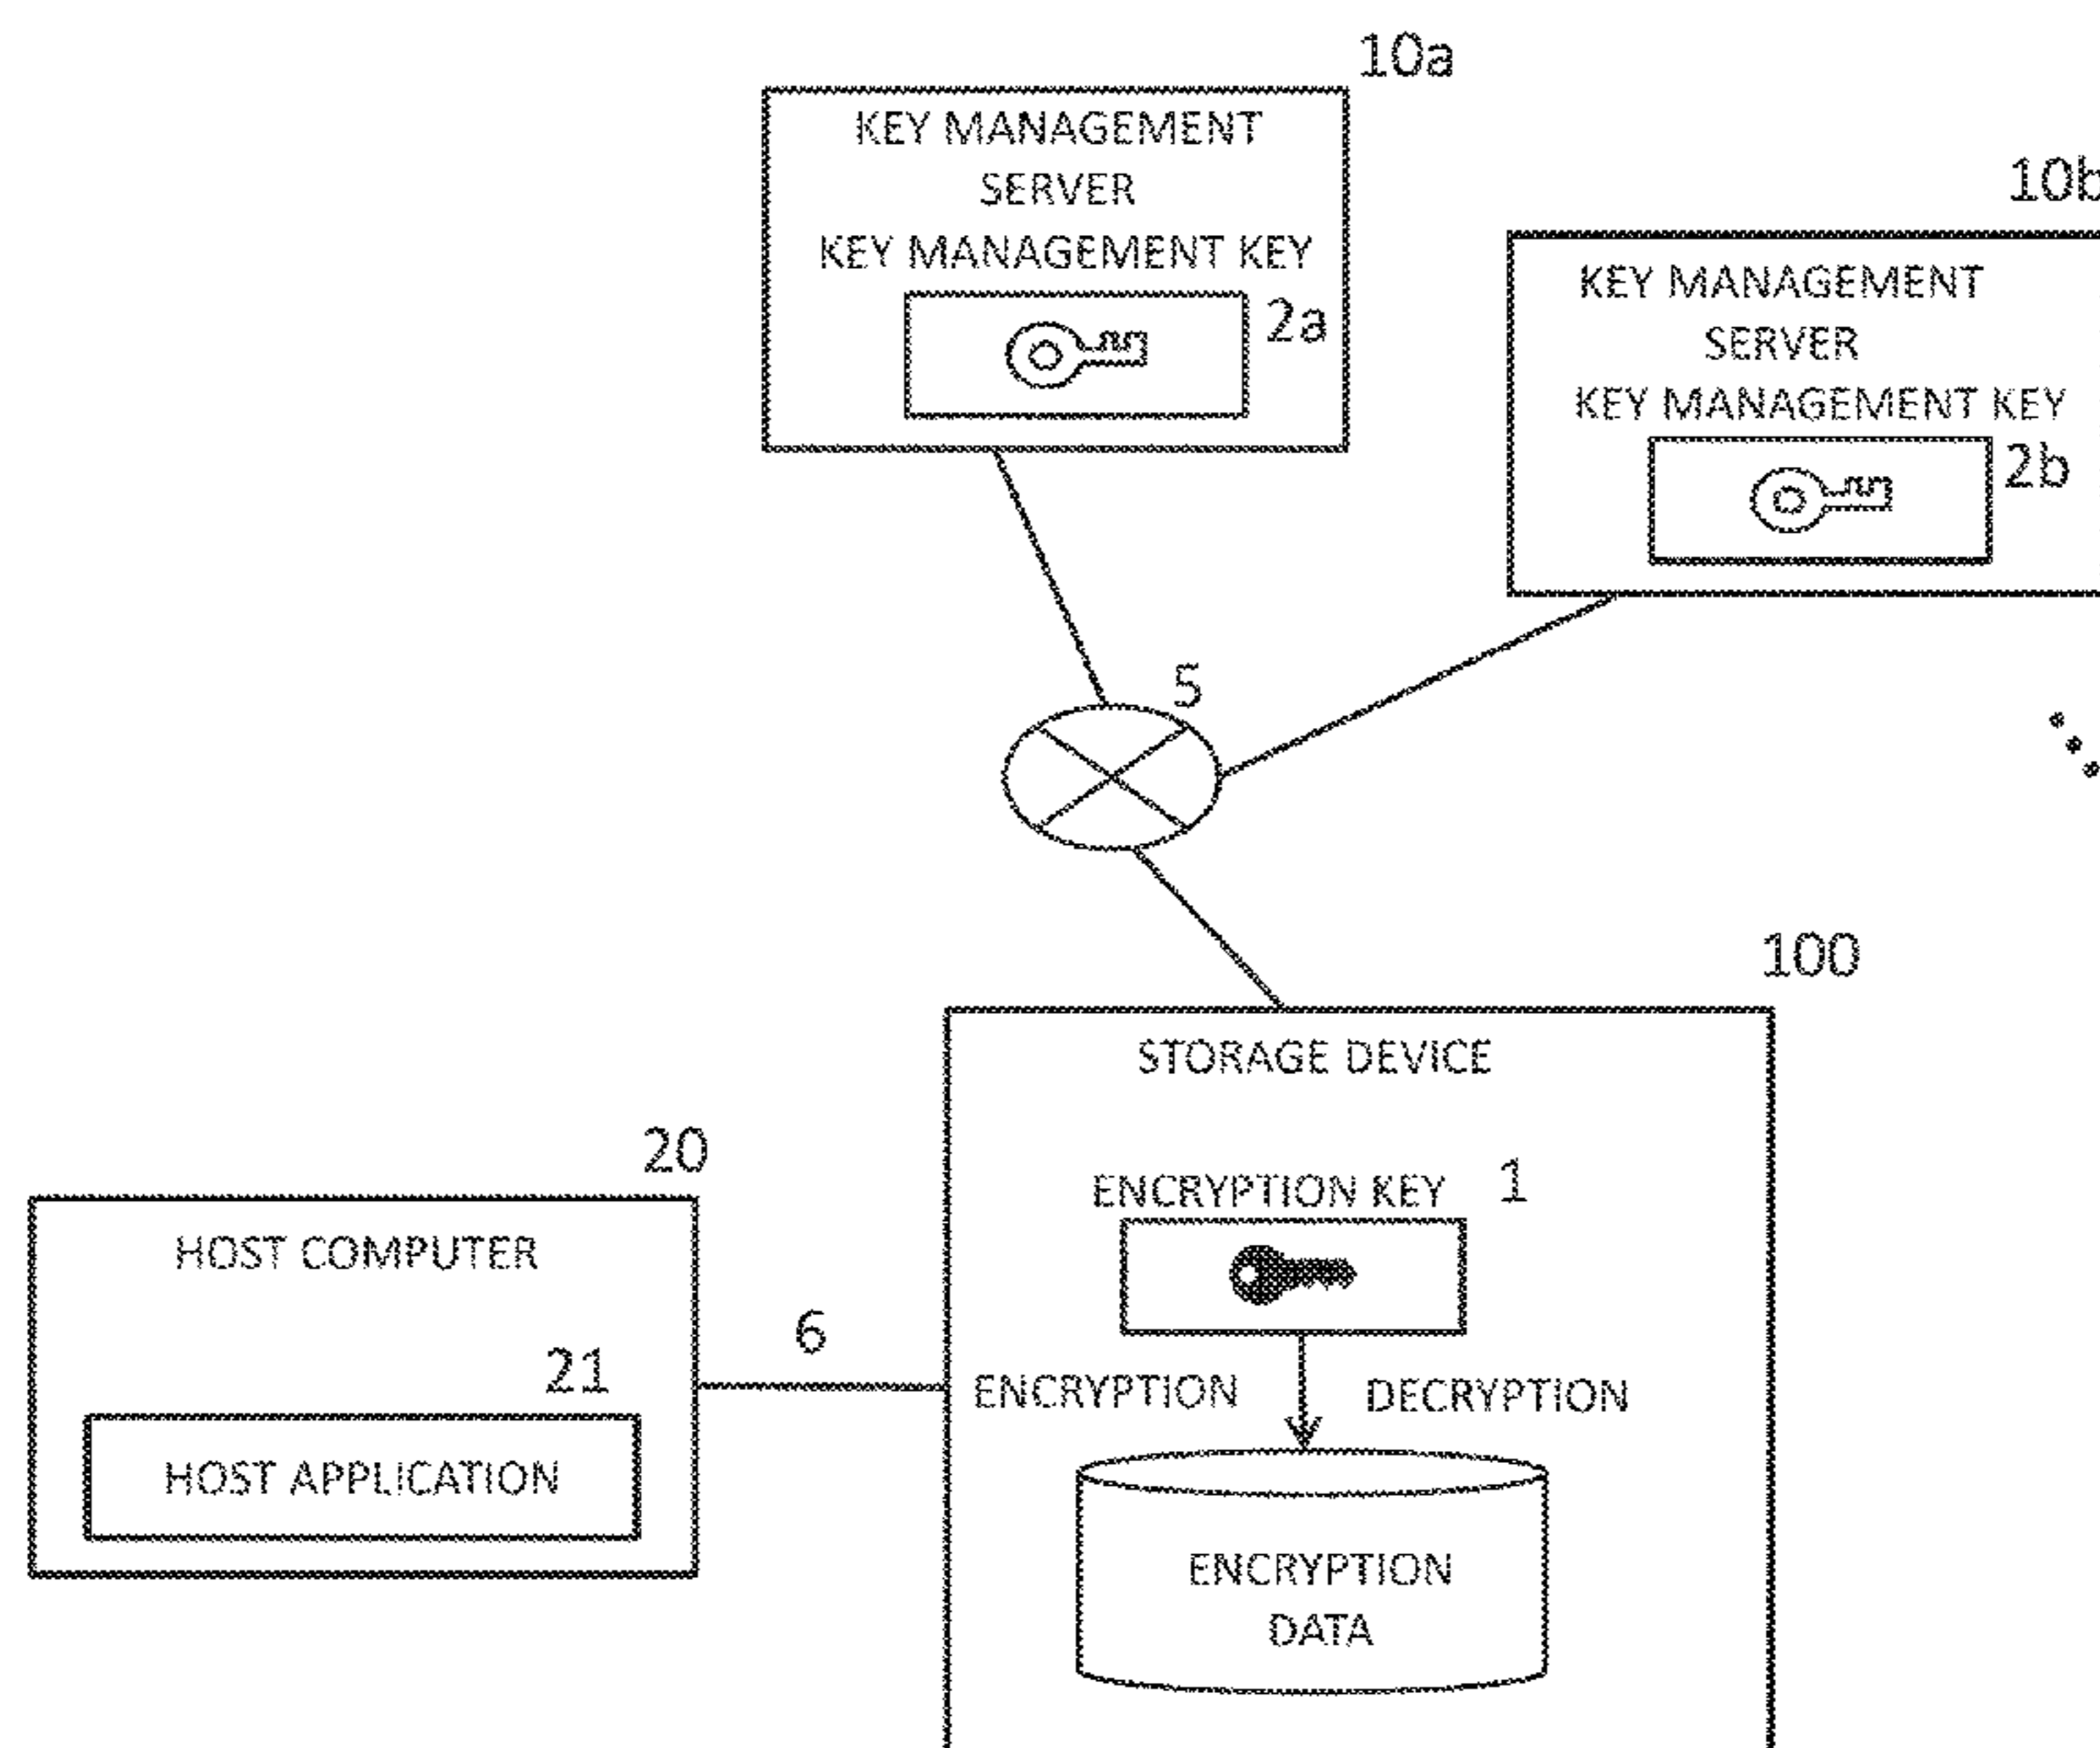 10a
KEY MANAGEMENT
SERVER
KEY MANAGEMENT KEY
2a
10b
KEY MANAGEMENT
SERVER
KEY MANAGEMENT KEY
2b
5
100
STORAGE DEVICE
ENCRYPTION KEY 1
20
HOST COMPUTER
21
HOST APPLICATION
6
ENCRYPTION DECRYPTION
ENCRYPTION
DATA